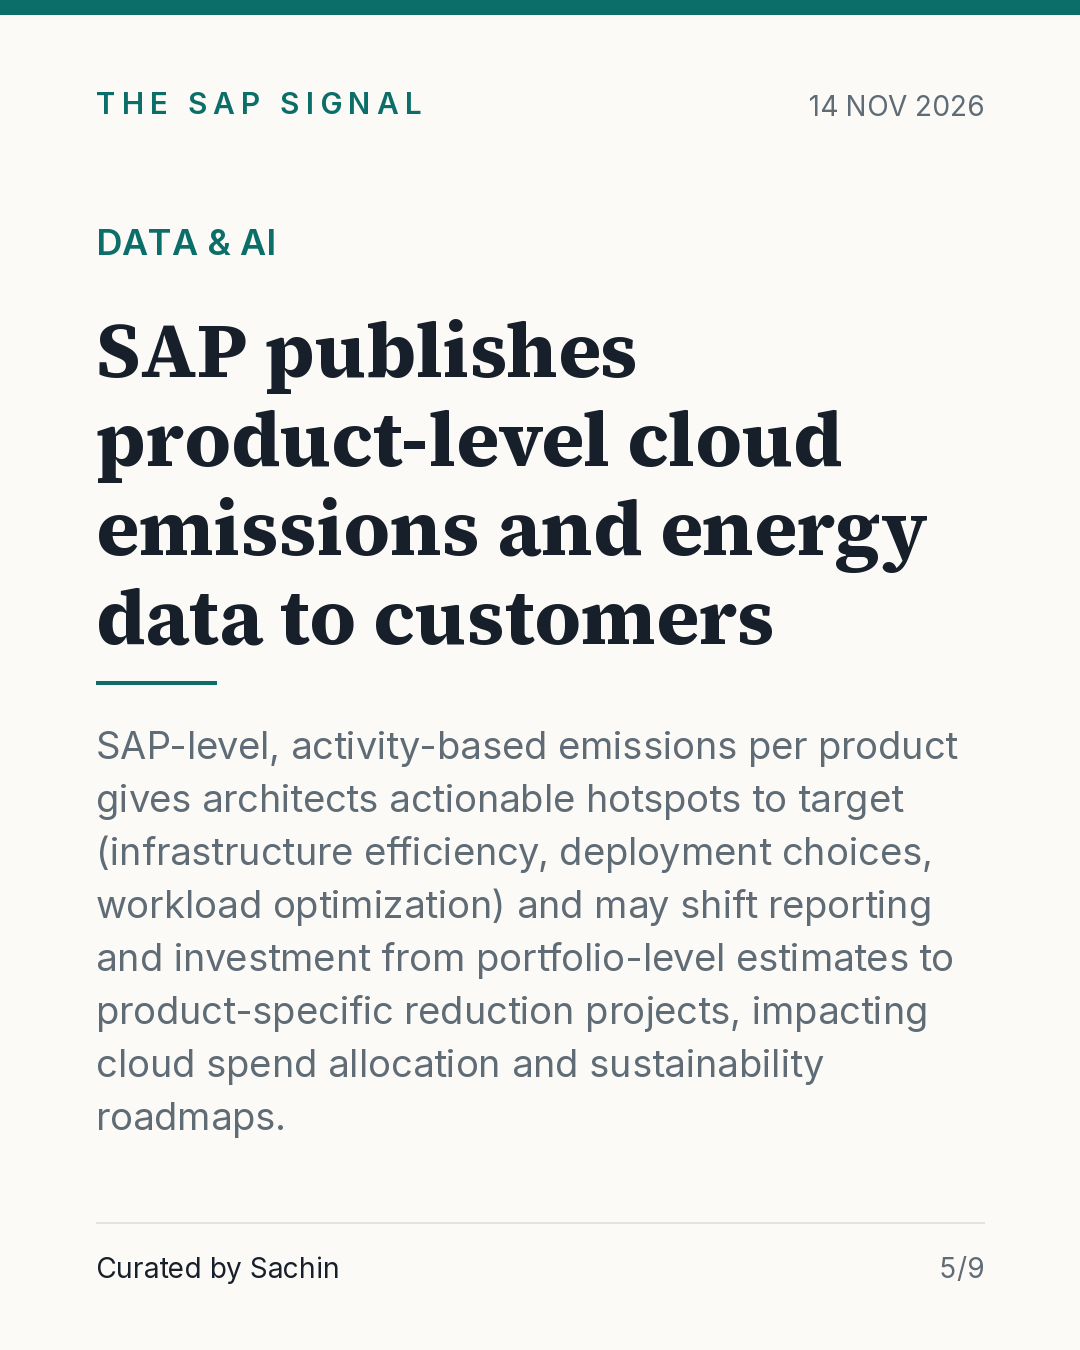 THE SAP SIGNAL
14 NOV 2026
DATA & AI
SAP publishes
product-level cloud
emissions and energy
data to customers
SAP-level, activity-based emissions per product
gives architects actionable hotspots to target
(infrastructure efficiency, deployment choices,
workload optimization) and may shift reporting
and investment from portfolio-level estimates to
product-specific reduction projects, impacting
cloud spend allocation and sustainability
roadmaps.
Curated by Sachin
5/9